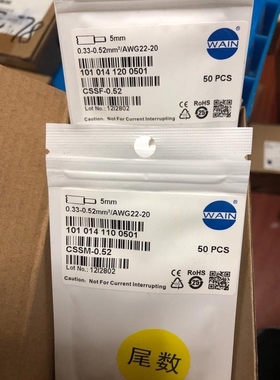 5mm
0.33-0.52mm²/AWG22-20
101 014 120 0501
CSSF-0.52
Lot No.: 12I2802
WAIN
50 PCS
RoHS
Caution: Not For Current Interrupting
5mm
0.33-0.52mm²/AWG22-20
101 014 110 0501
CSSM-0.52
Lot No.: 12I2802
WAIN
50 PCS
RoHS
Caution: Not For Current Interrupting
尾数